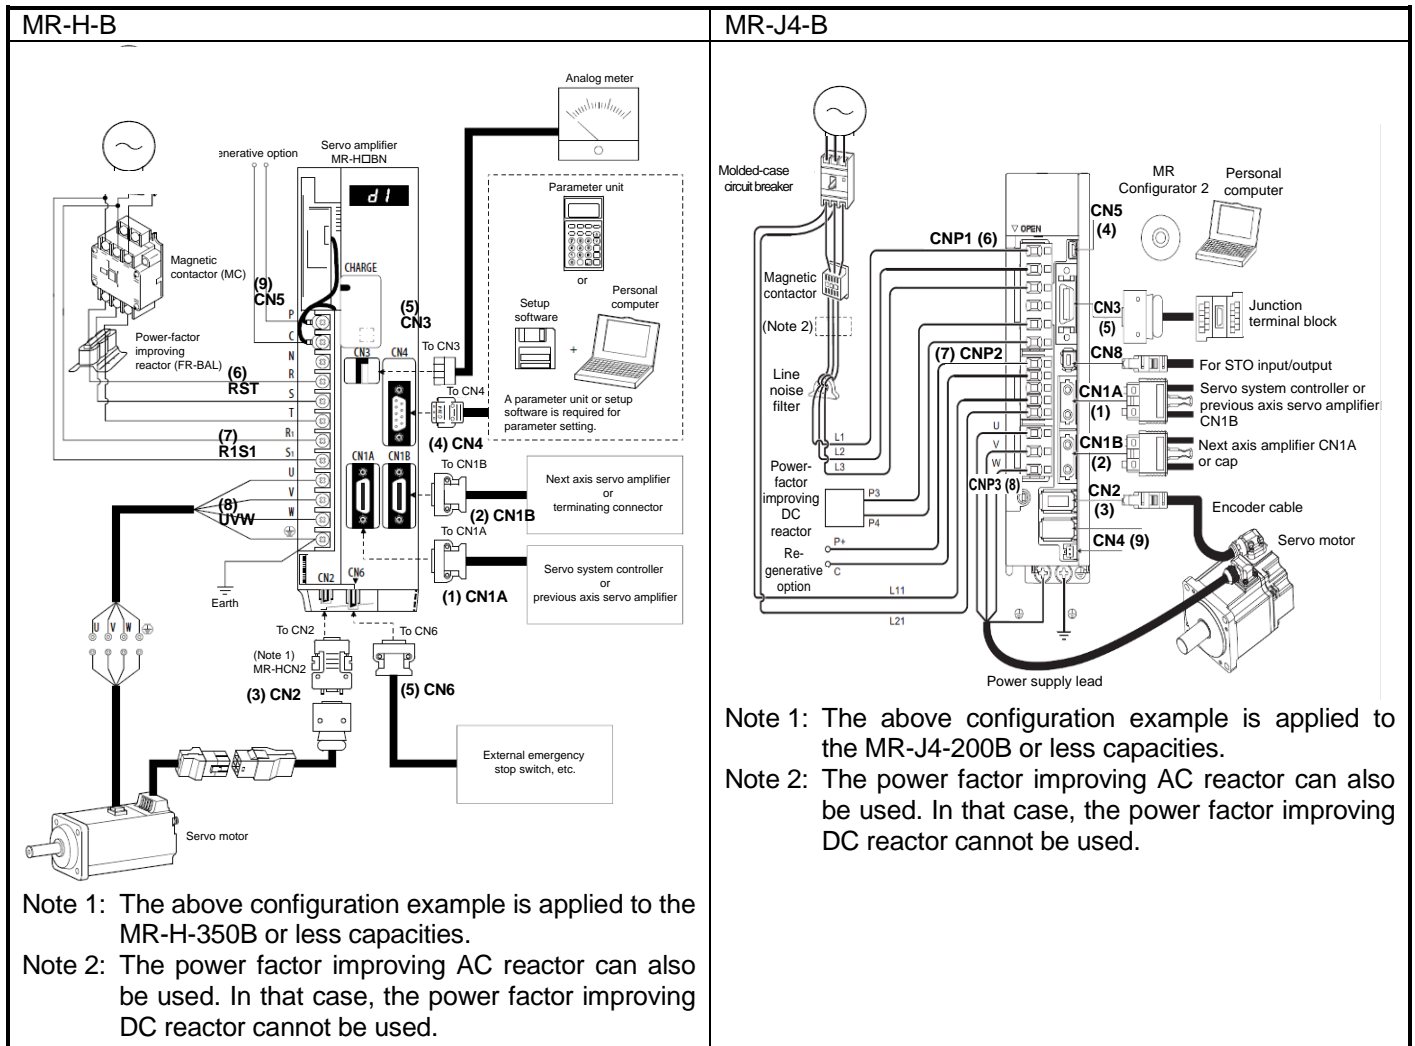 MR-H-B
Analog meter
enerative option
Servo amplifier
MR-H□BN
d1
Parameter unit
or
Magnetic
contactor (MC)
CHARGE
(9)
CN5
(5)
CN3
Setup
software
+
Personal
computer
P
C
N
R
S
T
R1
S1
U
V
W
Power-factor
improving
reactor (FR-BAL)
To CN3
CN3
CN4
(6)
RST
To CN4
A parameter unit or setup
software is required for
parameter setting.
(4) CN4
(7)
R1S1
CN1A
CN1B
To CN1B
Next axis servo amplifier
or
terminating connector
(2) CN1B
(8)
UVW
To CN1A
Servo system controller
or
previous axis servo amplifier
(1) CN1A
CN2
CN6
Earth
To CN2
To CN6
U V W
(Note 1)
MR-HCN2
(3) CN2
(5) CN6
External emergency
stop switch, etc.
Servo motor
Note 1: The above configuration example is applied to the
MR-H-350B or less capacities.
Note 2: The power factor improving AC reactor can also
be used. In that case, the power factor improving
DC reactor cannot be used.
MR-J4-B
Molded-case
circuit breaker
MR
Configurator 2
Personal
computer
CN5
(4)
▽ OPEN
CNP1 (6)
Magnetic
contactor
CN3
(5)
Junction
terminal block
(Note 2)
(7) CNP2
CN8
For STO input/output
Line
noise
filter
CN1A
(1)
Servo system controller or
previous axis servo amplifier
CN1B
U
V
W
L1
L2
L3
CN1B
(2)
Next axis amplifier CN1A
or cap
Power-
factor
improving
DC
reactor
P3
P4
CNP3 (8)
CN2
(3)
Encoder cable
P+
C
Re-
generative
option
CN4 (9)
Servo motor
L11
L21
Power supply lead
Note 1: The above configuration example is applied to
the MR-J4-200B or less capacities.
Note 2: The power factor improving AC reactor can also
be used. In that case, the power factor improving
DC reactor cannot be used.